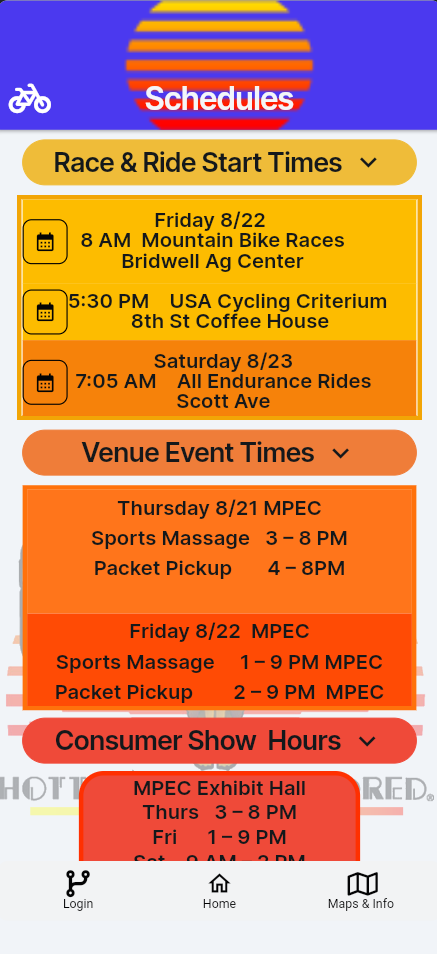 Schedules
Race & Ride Start Times
Friday 8/22
8 AM Mountain Bike Races
Bridwell Ag Center
5:30 PM USA Cycling Criterium
8th St Coffee House
Saturday 8/23
7:05 AM All Endurance Rides
Scott Ave
Venue Event Times
Thursday 8/21 MPEC
Sports Massage 3 – 8 PM
Packet Pickup 4 – 8PM
Friday 8/22 MPEC
Sports Massage 1 – 9 PM MPEC
Packet Pickup 2 – 9 PM MPEC
Consumer Show Hours
MPEC Exhibit Hall
HOTT RED®
Thurs 3 – 8 PM
Fri 1 – 9 PM
Login Home Maps & Info